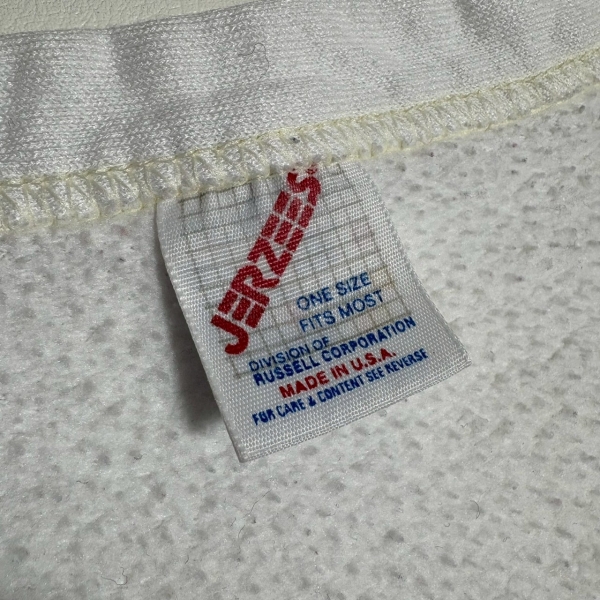 JERZEES
ONE SIZE
FITS MOST
DIVISION OF
RUSSELL CORPORATION
MADE IN U.S.A.
FOR CARE & CONTENT SEE REVERSE